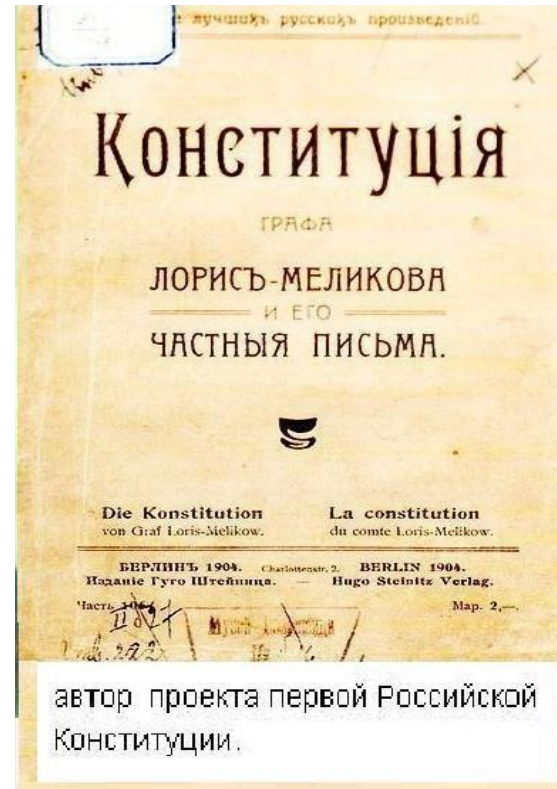 лучшихъ русскихъ произведеній.
Конституція
ГРАФА
ЛОРИСЪ-МЕЛИКОВА
И ЕГО
ЧАСТНЫЯ ПИСЬМА.
Die Konstitution
von Graf Loris-Melikow.
La constitution
du comte Loris-Melikow.
БЕРЛИНЪ 1904. Charlottenstr. 2. BERLIN 1904.
Изданіе Гуго Штейница. — Hugo Steinitz Verlag.
Часть Мар. 2,—.
автор проекта первой Российской
Конституции.